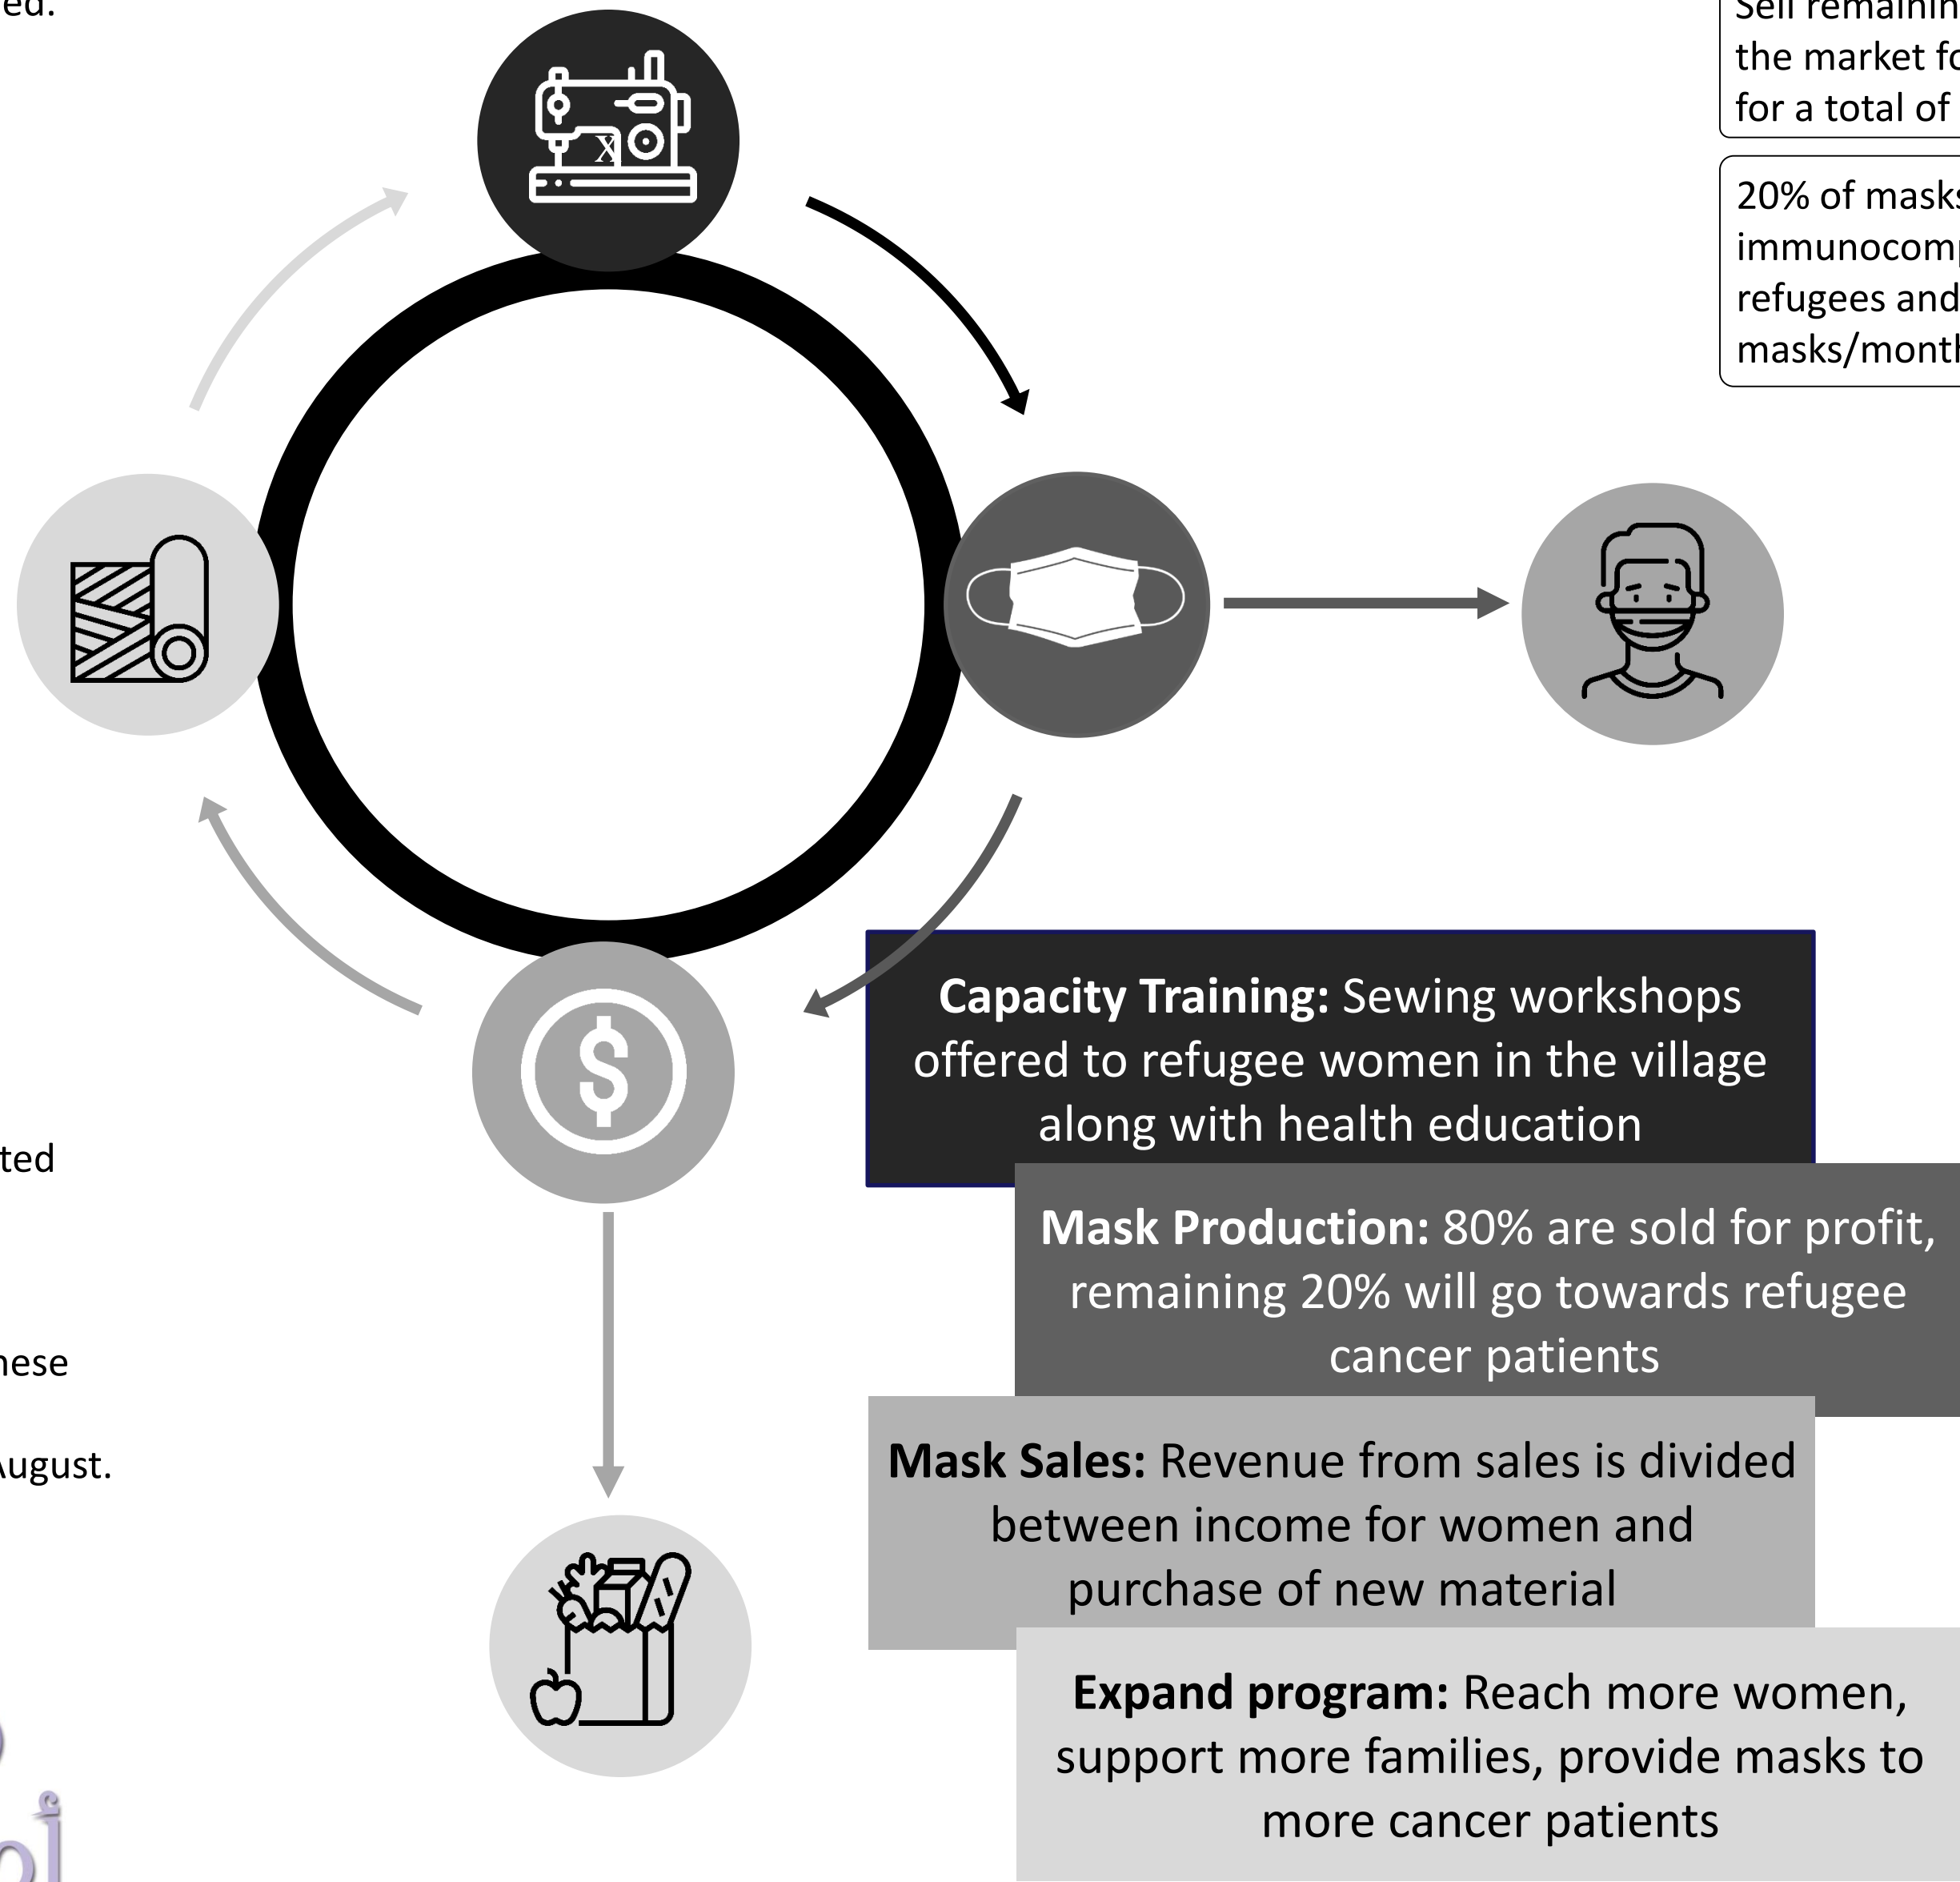 ed.
Sell remainin
the market fo
for a total of
20% of masks
immunocomp
refugees and
masks/month
X
Capacity Training: Sewing workshops
offered to refugee women in the village
along with health education
Mask Production: 80% are sold for profit,
remaining 20% will go towards refugee
cancer patients
Mask Sales: Revenue from sales is divided
between income for women and
purchase of new material
Expand program: Reach more women,
support more families, provide masks to
more cancer patients
ted
nese
August.
$